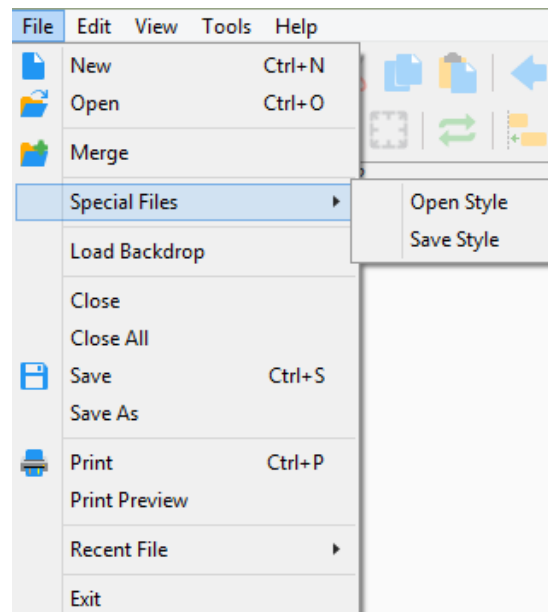 File Edit View Tools Help
New Ctrl+N
Open Ctrl+O
Merge
Special Files
Open Style
Save Style
Load Backdrop
Close
Close All
Save Ctrl+S
Save As
Print Ctrl+P
Print Preview
Recent File
Exit